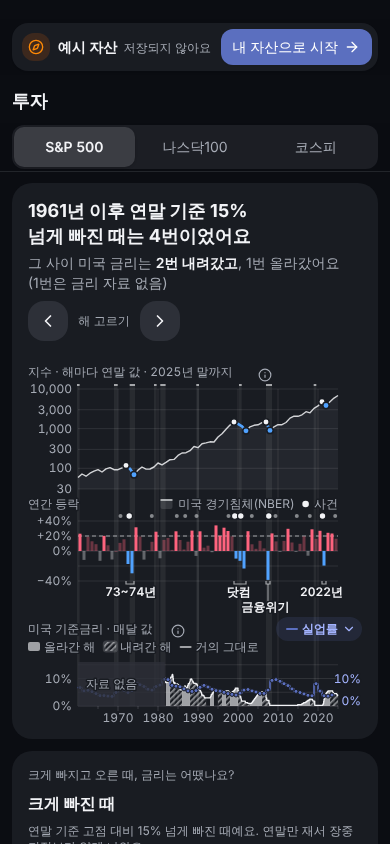 예시 자산 저장되지 않아요 내 자산으로 시작 →
투자
S&P 500 나스닥100 코스피
1961년 이후 연말 기준 15%
넘게 빠진 때는 4번이었어요
그 사이 미국 금리는 2번 내려갔고, 1번 올라갔어요
(1번은 금리 자료 없음)
해 고르기
지수 · 해마다 연말 값 · 2025년 말까지
10,000
3,000
1,000
300
100
30
연간 등락 미국 경기침체(NBER) 사건
+40%
+20%
0%
−40%
73~74년 닷컴 2022년
금융위기
미국 기준금리 · 매달 값 실업률
올라간 해 내려간 해 거의 그대로
자료 없음
10% 10%
0% 0%
1970 1980 1990 2000 2010 2020
크게 빠지고 오른 때, 금리는 어땠나요?
크게 빠진 때
연말 기준 고점 대비 15% 넘게 빠진 때예요. 연말만 재서 장중